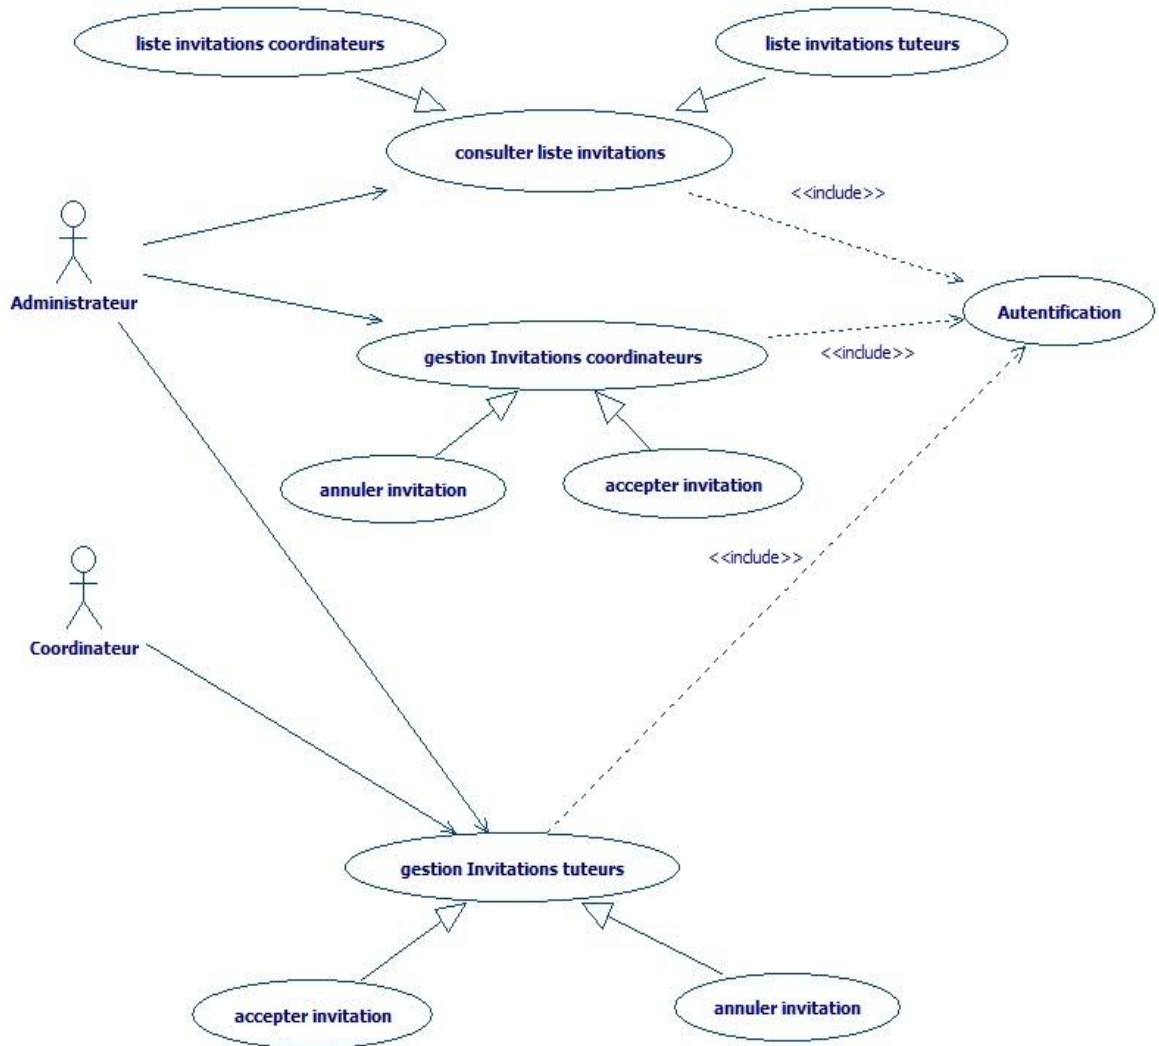 liste invitations coordinateurs
liste invitations tuteurs
consulter liste invitations
<<include>>
Administrateur
Autentification
gestion Invitations coordinateurs
<<include>>
annuler invitation
accepter invitation
<<include>>
Coordinateur
gestion Invitations tuteurs
accepter invitation
annuler invitation